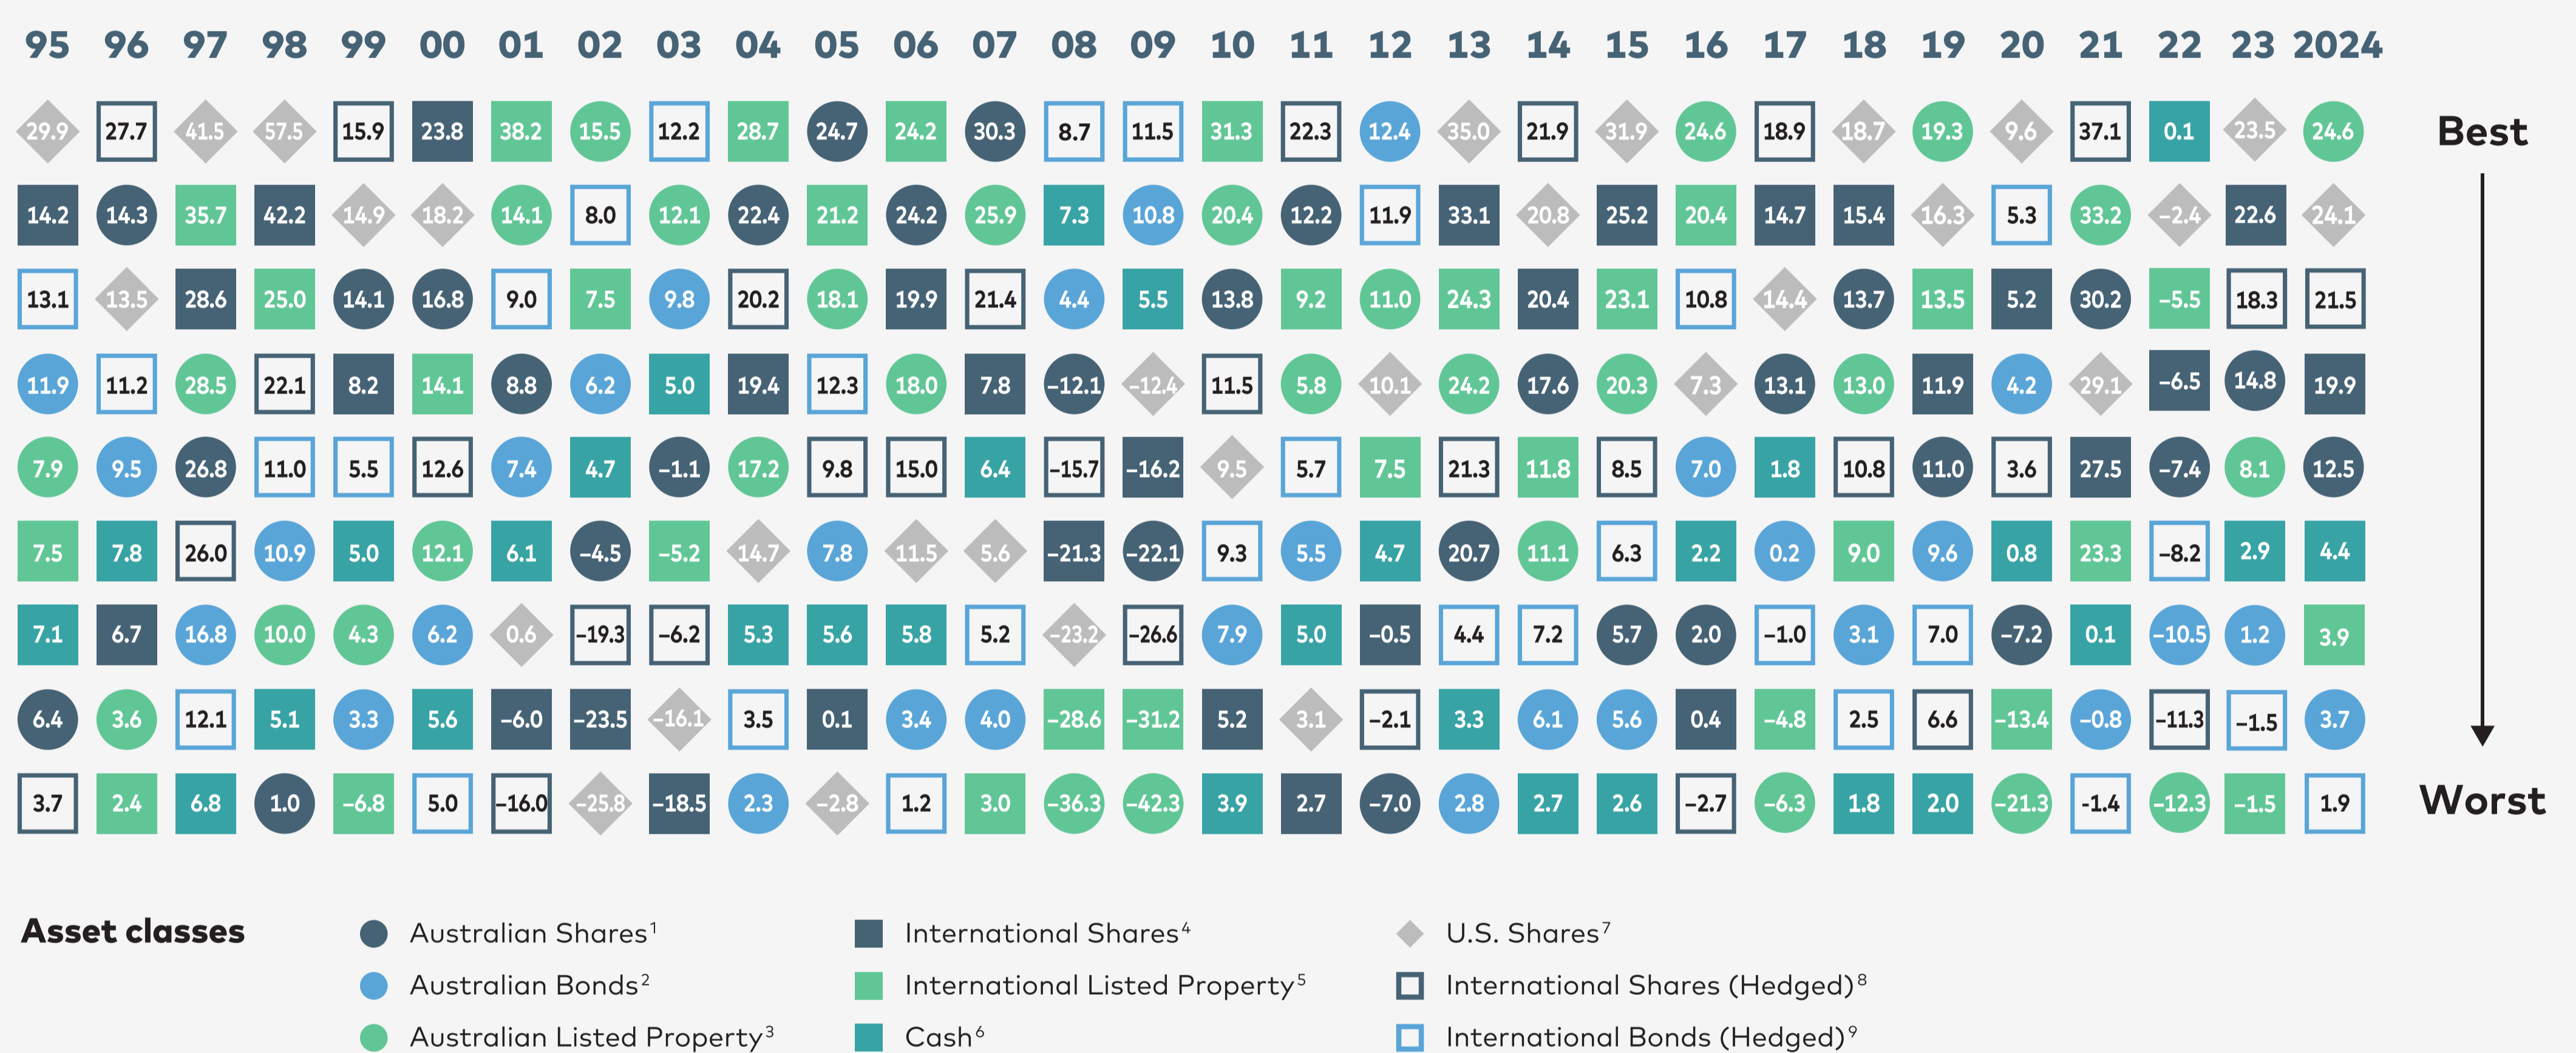 95 96 97 98 99 00 01 02 03 04 05 06 07 08 09 10 11 12 13 14 15 16 17 18 19 20 21 22 23 2024
29.9 27.7 41.5 57.5 15.9 23.8 38.2 15.5 12.2 28.7 24.7 24.2 30.3 8.7 11.5 31.3 22.3 12.4 35.0 21.9 31.9 24.6 18.9 18.7 19.3 9.6 37.1 0.1 23.5 24.6 Best
14.2 14.3 35.7 42.2 14.9 18.2 14.1 8.0 12.1 22.4 21.2 24.2 25.9 7.3 10.8 20.4 12.2 11.9 33.1 20.8 25.2 20.4 14.7 15.4 16.3 5.3 33.2 −2.4 22.6 24.1
13.1 13.5 28.6 25.0 14.1 16.8 9.0 7.5 9.8 20.2 18.1 19.9 21.4 4.4 5.5 13.8 9.2 11.0 24.3 20.4 23.1 10.8 14.4 13.7 13.5 5.2 30.2 −5.5 18.3 21.5
11.9 11.2 28.5 22.1 8.2 14.1 8.8 6.2 5.0 19.4 12.3 18.0 7.8 −12.1 −12.4 11.5 5.8 10.1 24.2 17.6 20.3 7.3 13.1 13.0 11.9 4.2 29.1 −6.5 14.8 19.9
7.9 9.5 26.8 11.0 5.5 12.6 7.4 4.7 −1.1 17.2 9.8 15.0 6.4 −15.7 −16.2 9.5 5.7 7.5 21.3 11.8 8.5 7.0 1.8 10.8 11.0 3.6 27.5 −7.4 8.1 12.5
7.5 7.8 26.0 10.9 5.0 12.1 6.1 −4.5 −5.2 14.7 7.8 11.5 5.6 −21.3 −22.1 9.3 5.5 4.7 20.7 11.1 6.3 2.2 0.2 9.0 9.6 0.8 23.3 −8.2 2.9 4.4
7.1 6.7 16.8 10.0 4.3 6.2 0.6 −19.3 −6.2 5.3 5.6 5.8 5.2 −23.2 −26.6 7.9 5.0 −0.5 4.4 7.2 5.7 2.0 −1.0 3.1 7.0 −7.2 0.1 −10.5 1.2 3.9
6.4 3.6 12.1 5.1 3.3 5.6 −6.0 −23.5 −16.1 3.5 0.1 3.4 4.0 −28.6 −31.2 5.2 3.1 −2.1 3.3 6.1 5.6 0.4 −4.8 2.5 6.6 −13.4 −0.8 −11.3 −1.5 3.7
3.7 2.4 6.8 1.0 −6.8 5.0 −16.0 −25.8 −18.5 2.3 −2.8 1.2 3.0 −36.3 −42.3 3.9 2.7 −7.0 2.8 2.7 2.6 −2.7 −6.3 1.8 2.0 −21.3 -1.4 −12.3 −1.5 1.9 Worst
Asset classes Australian Shares¹ International Shares⁴ U.S. Shares⁷
Australian Bonds² International Listed Property⁵ International Shares (Hedged)⁸
Australian Listed Property³ Cash⁶ International Bonds (Hedged)⁹